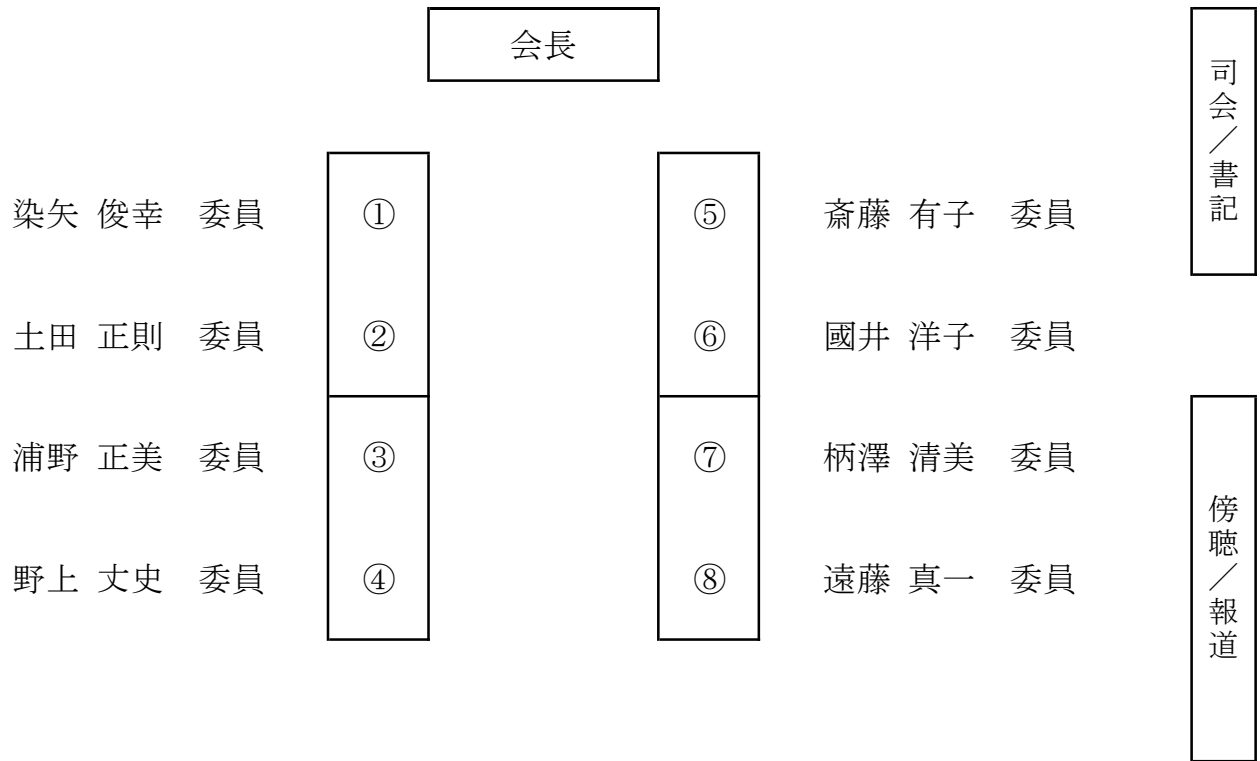 会長
司会／書記
染矢 俊幸　委員　①　⑤　斎藤 有子　委員
土田 正則　委員　②　⑥　國井 洋子　委員
浦野 正美　委員　③　⑦　柄澤 清美　委員
野上 丈史　委員　④　⑧　遠藤 真一　委員
傍聴／報道